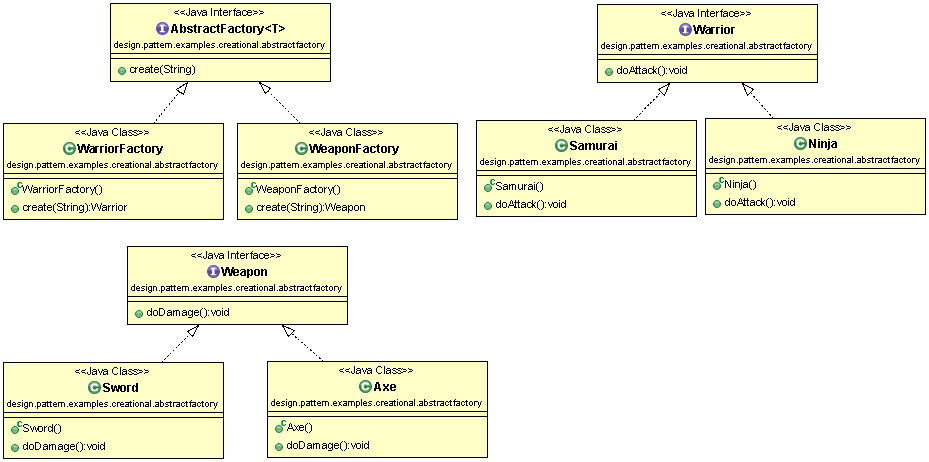 <<Java Interface>>
AbstractFactory<T>
design.pattern.examples.creational.abstractfactory
create(String)
<<Java Interface>>
Warrior
design.pattern.examples.creational.abstractfactory
doAttack():void
<<Java Class>>
WarriorFactory
design.pattern.examples.creational.abstractfactory
WarriorFactory()
create(String):Warrior
<<Java Class>>
WeaponFactory
design.pattern.examples.creational.abstractfactory
WeaponFactory()
create(String):Weapon
<<Java Class>>
Samurai
design.pattern.examples.creational.abstractfactory
Samurai()
doAttack():void
<<Java Class>>
Ninja
design.pattern.examples.creational.abstractfactory
Ninja()
doAttack():void
<<Java Interface>>
Weapon
design.pattern.examples.creational.abstractfactory
doDamage():void
<<Java Class>>
Sword
design.pattern.examples.creational.abstractfactory
Sword()
doDamage():void
<<Java Class>>
Axe
design.pattern.examples.creational.abstractfactory
Axe()
doDamage():void